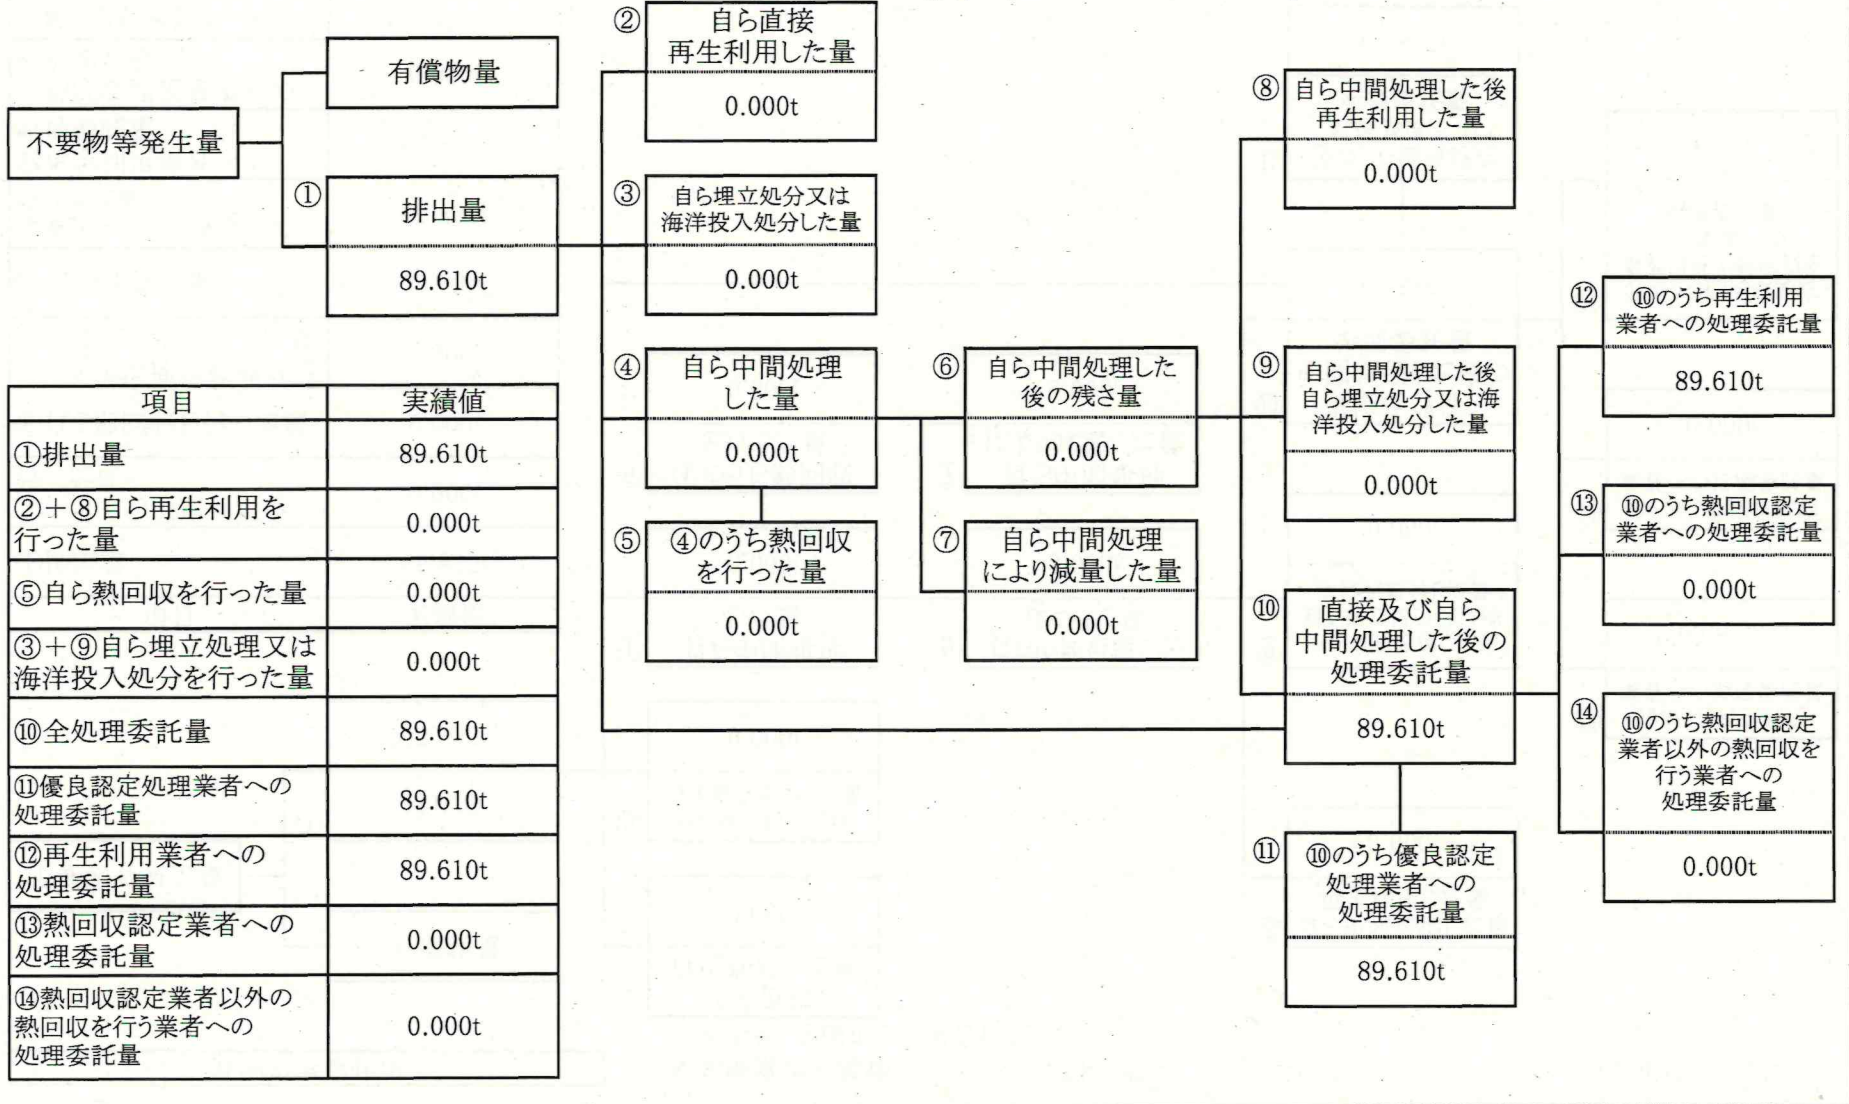 不要物等発生量
有償物量
①
排出量
89.610t
②
自ら直接
再生利用した量
0.000t
③
自ら埋立処分又は
海洋投入処分した量
0.000t
④
自ら中間処理
した量
0.000t
⑤
④のうち熱回収
を行った量
0.000t
⑥
自ら中間処理した
後の残さ量
0.000t
⑦
自ら中間処理
により減量した量
0.000t
⑧
自ら中間処理した後
再生利用した量
0.000t
⑨
自ら中間処理した後
自ら埋立処分又は海
洋投入処分した量
0.000t
⑩
直接及び自ら
中間処理した後の
処理委託量
89.610t
⑪
⑩のうち優良認定
処理業者への
処理委託量
89.610t
⑫
⑩のうち再生利用
業者への処理委託量
89.610t
⑬
⑩のうち熱回収認定
業者への処理委託量
0.000t
⑭
⑩のうち熱回収認定
業者以外の熱回収を
行う業者への
処理委託量
0.000t
項目 実績値
①排出量 89.610t
②＋⑧自ら再生利用を
行った量 0.000t
⑤自ら熱回収を行った量 0.000t
③＋⑨自ら埋立処理又は
海洋投入処分を行った量 0.000t
⑩全処理委託量 89.610t
⑪優良認定処理業者への
処理委託量 89.610t
⑫再生利用業者への
処理委託量 89.610t
⑬熱回収認定業者への
処理委託量 0.000t
⑭熱回収認定業者以外の
熱回収を行う業者への
処理委託量 0.000t